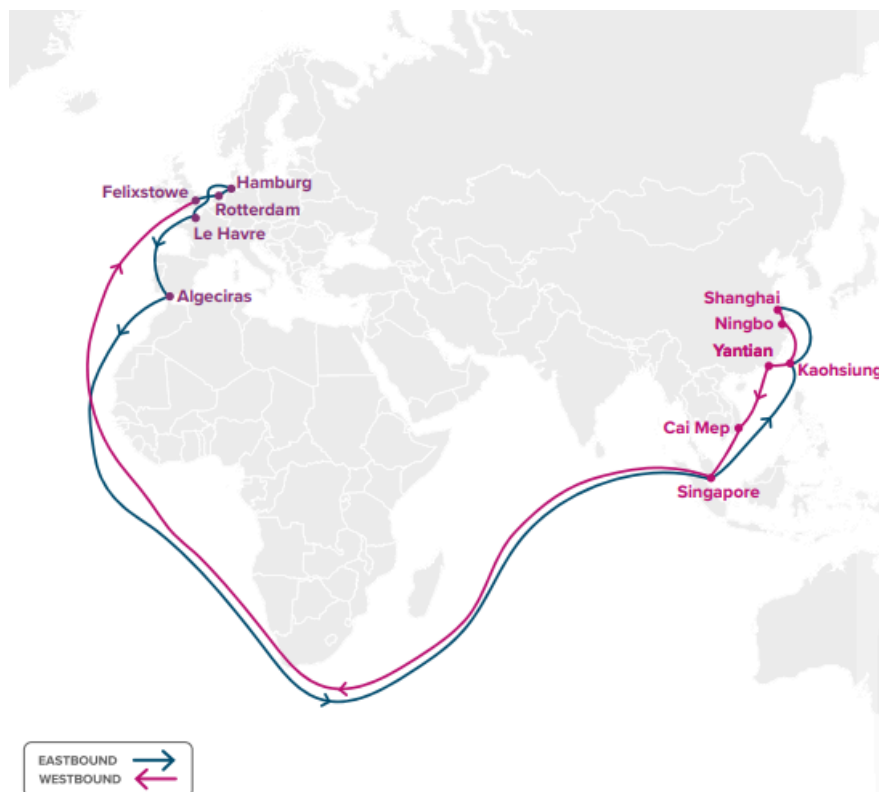 Hamburg
Felixstowe
Rotterdam
Le Havre
Algeciras
Shanghai
Ningbo
Yantian
Kaohsiung
Cai Mep
Singapore
EASTBOUND
WESTBOUND